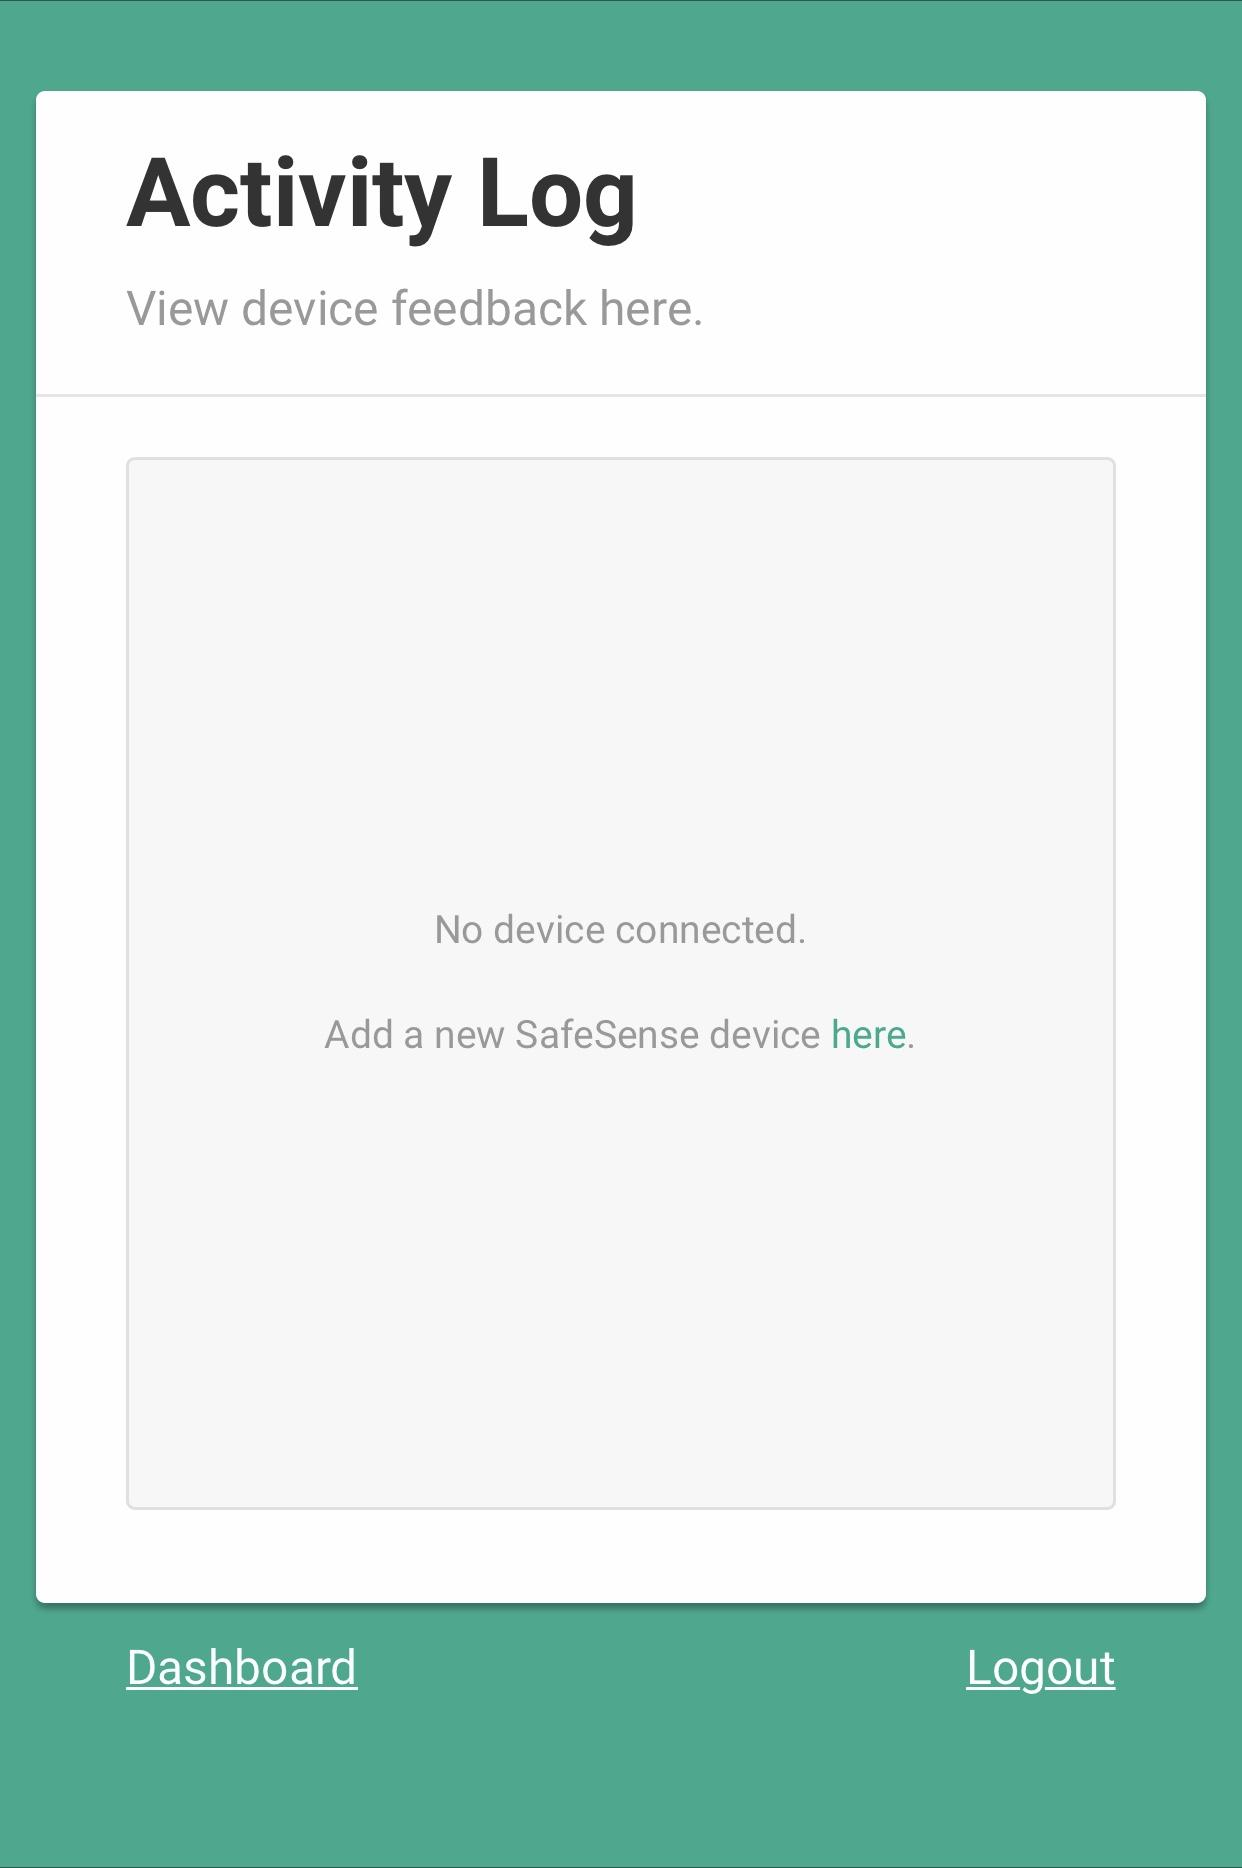 Activity Log
View device feedback here.
No device connected.
Add a new SafeSense device here.
Dashboard
Logout